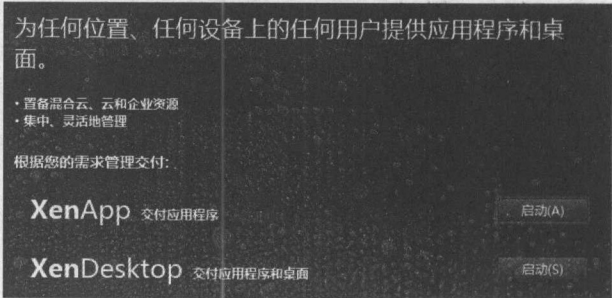 为任何位置、任何设备上的任何用户提供应用程序和桌
面。
・置备混合云、云和企业资源
・集中、灵活地管理
根据您的需求管理交付：
XenApp 交付应用程序 启动(A)
XenDesktop 交付应用程序和桌面 启动(S)